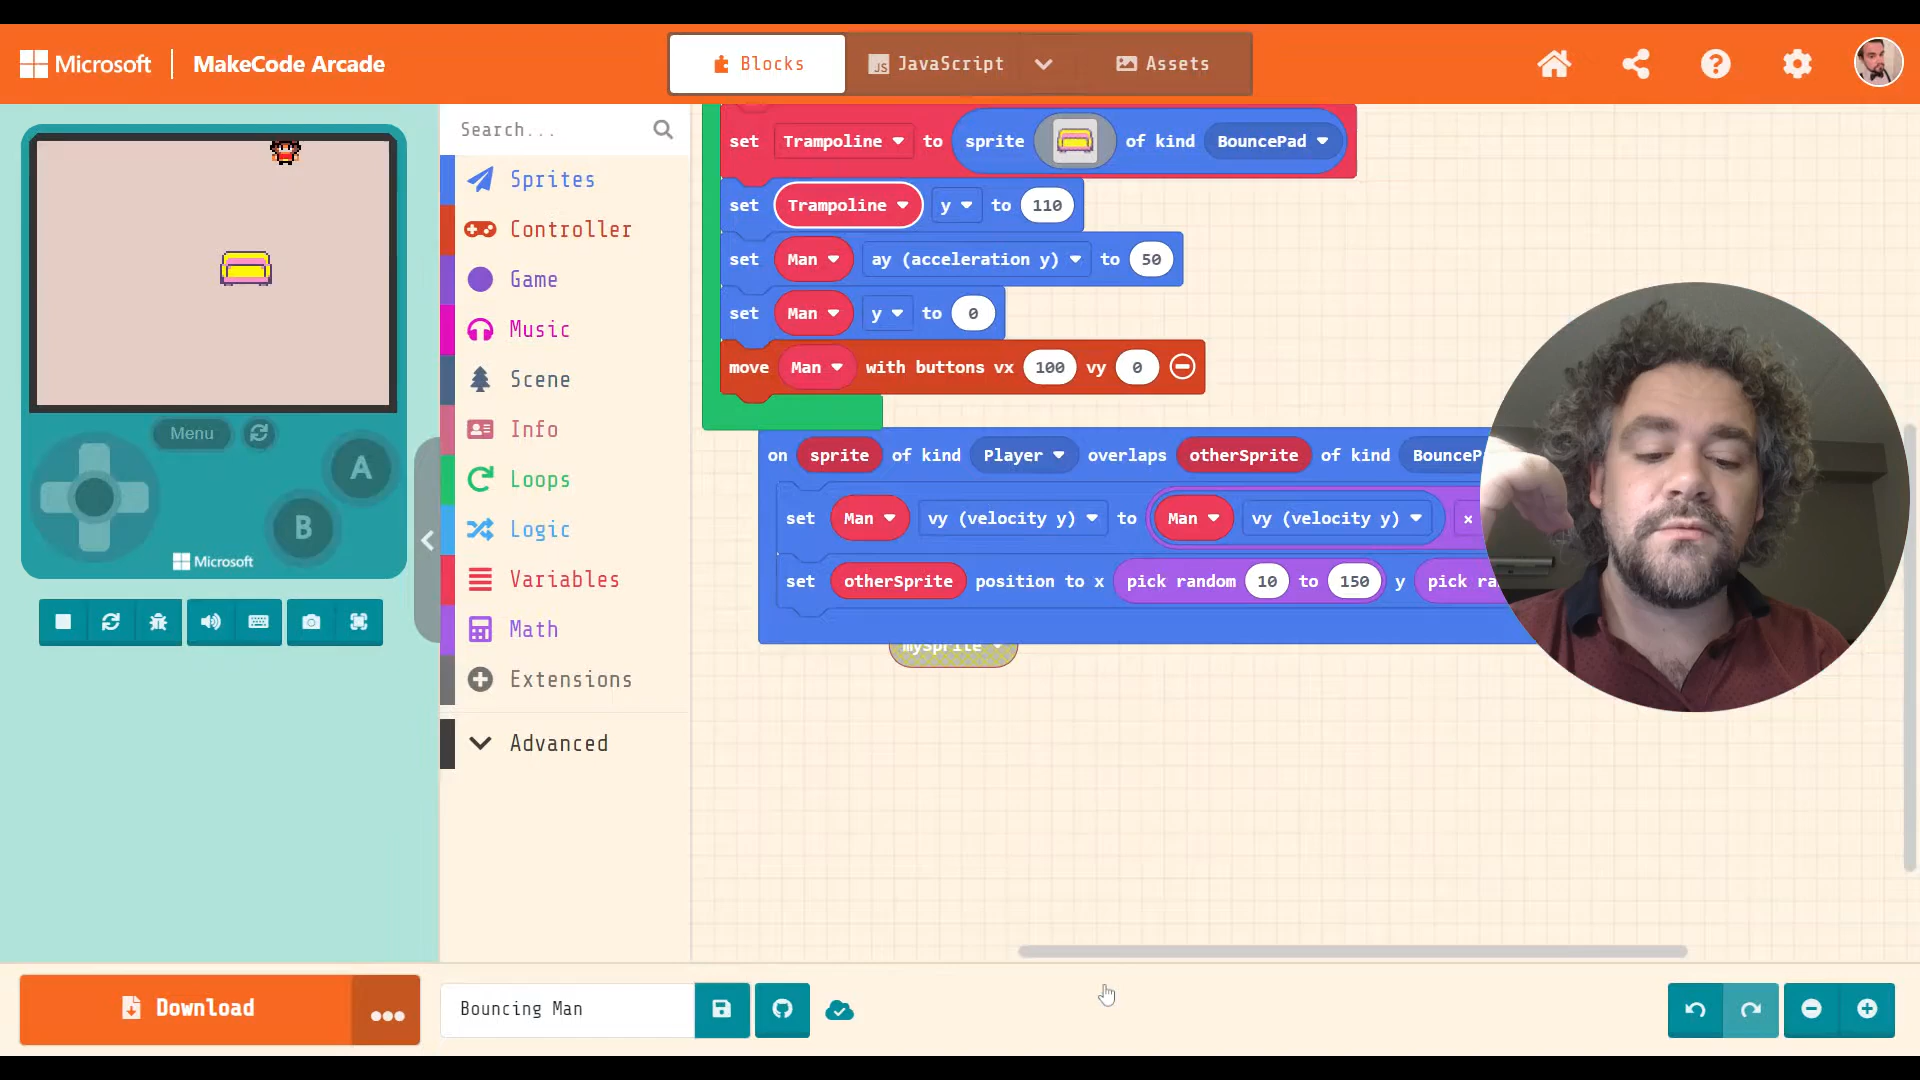 Microsoft MakeCode Arcade
Blocks
JavaScript
Assets
Menu
A
B
Microsoft
Search...
Sprites
Controller
Game
Music
Scene
Info
Loops
Logic
Variables
Math
Extensions
Advanced
set Trampoline to sprite of kind BouncePad
set Trampoline y to 110
set Man ay (acceleration y) to 50
set Man y to 0
move Man with buttons vx 100 vy 0
on sprite of kind Player overlaps otherSprite of kind BounceP
set Man vy (velocity y) to Man vy (velocity y) ×
set otherSprite position to x pick random 10 to 150 y pick ra
mySprite
Download
Bouncing Man